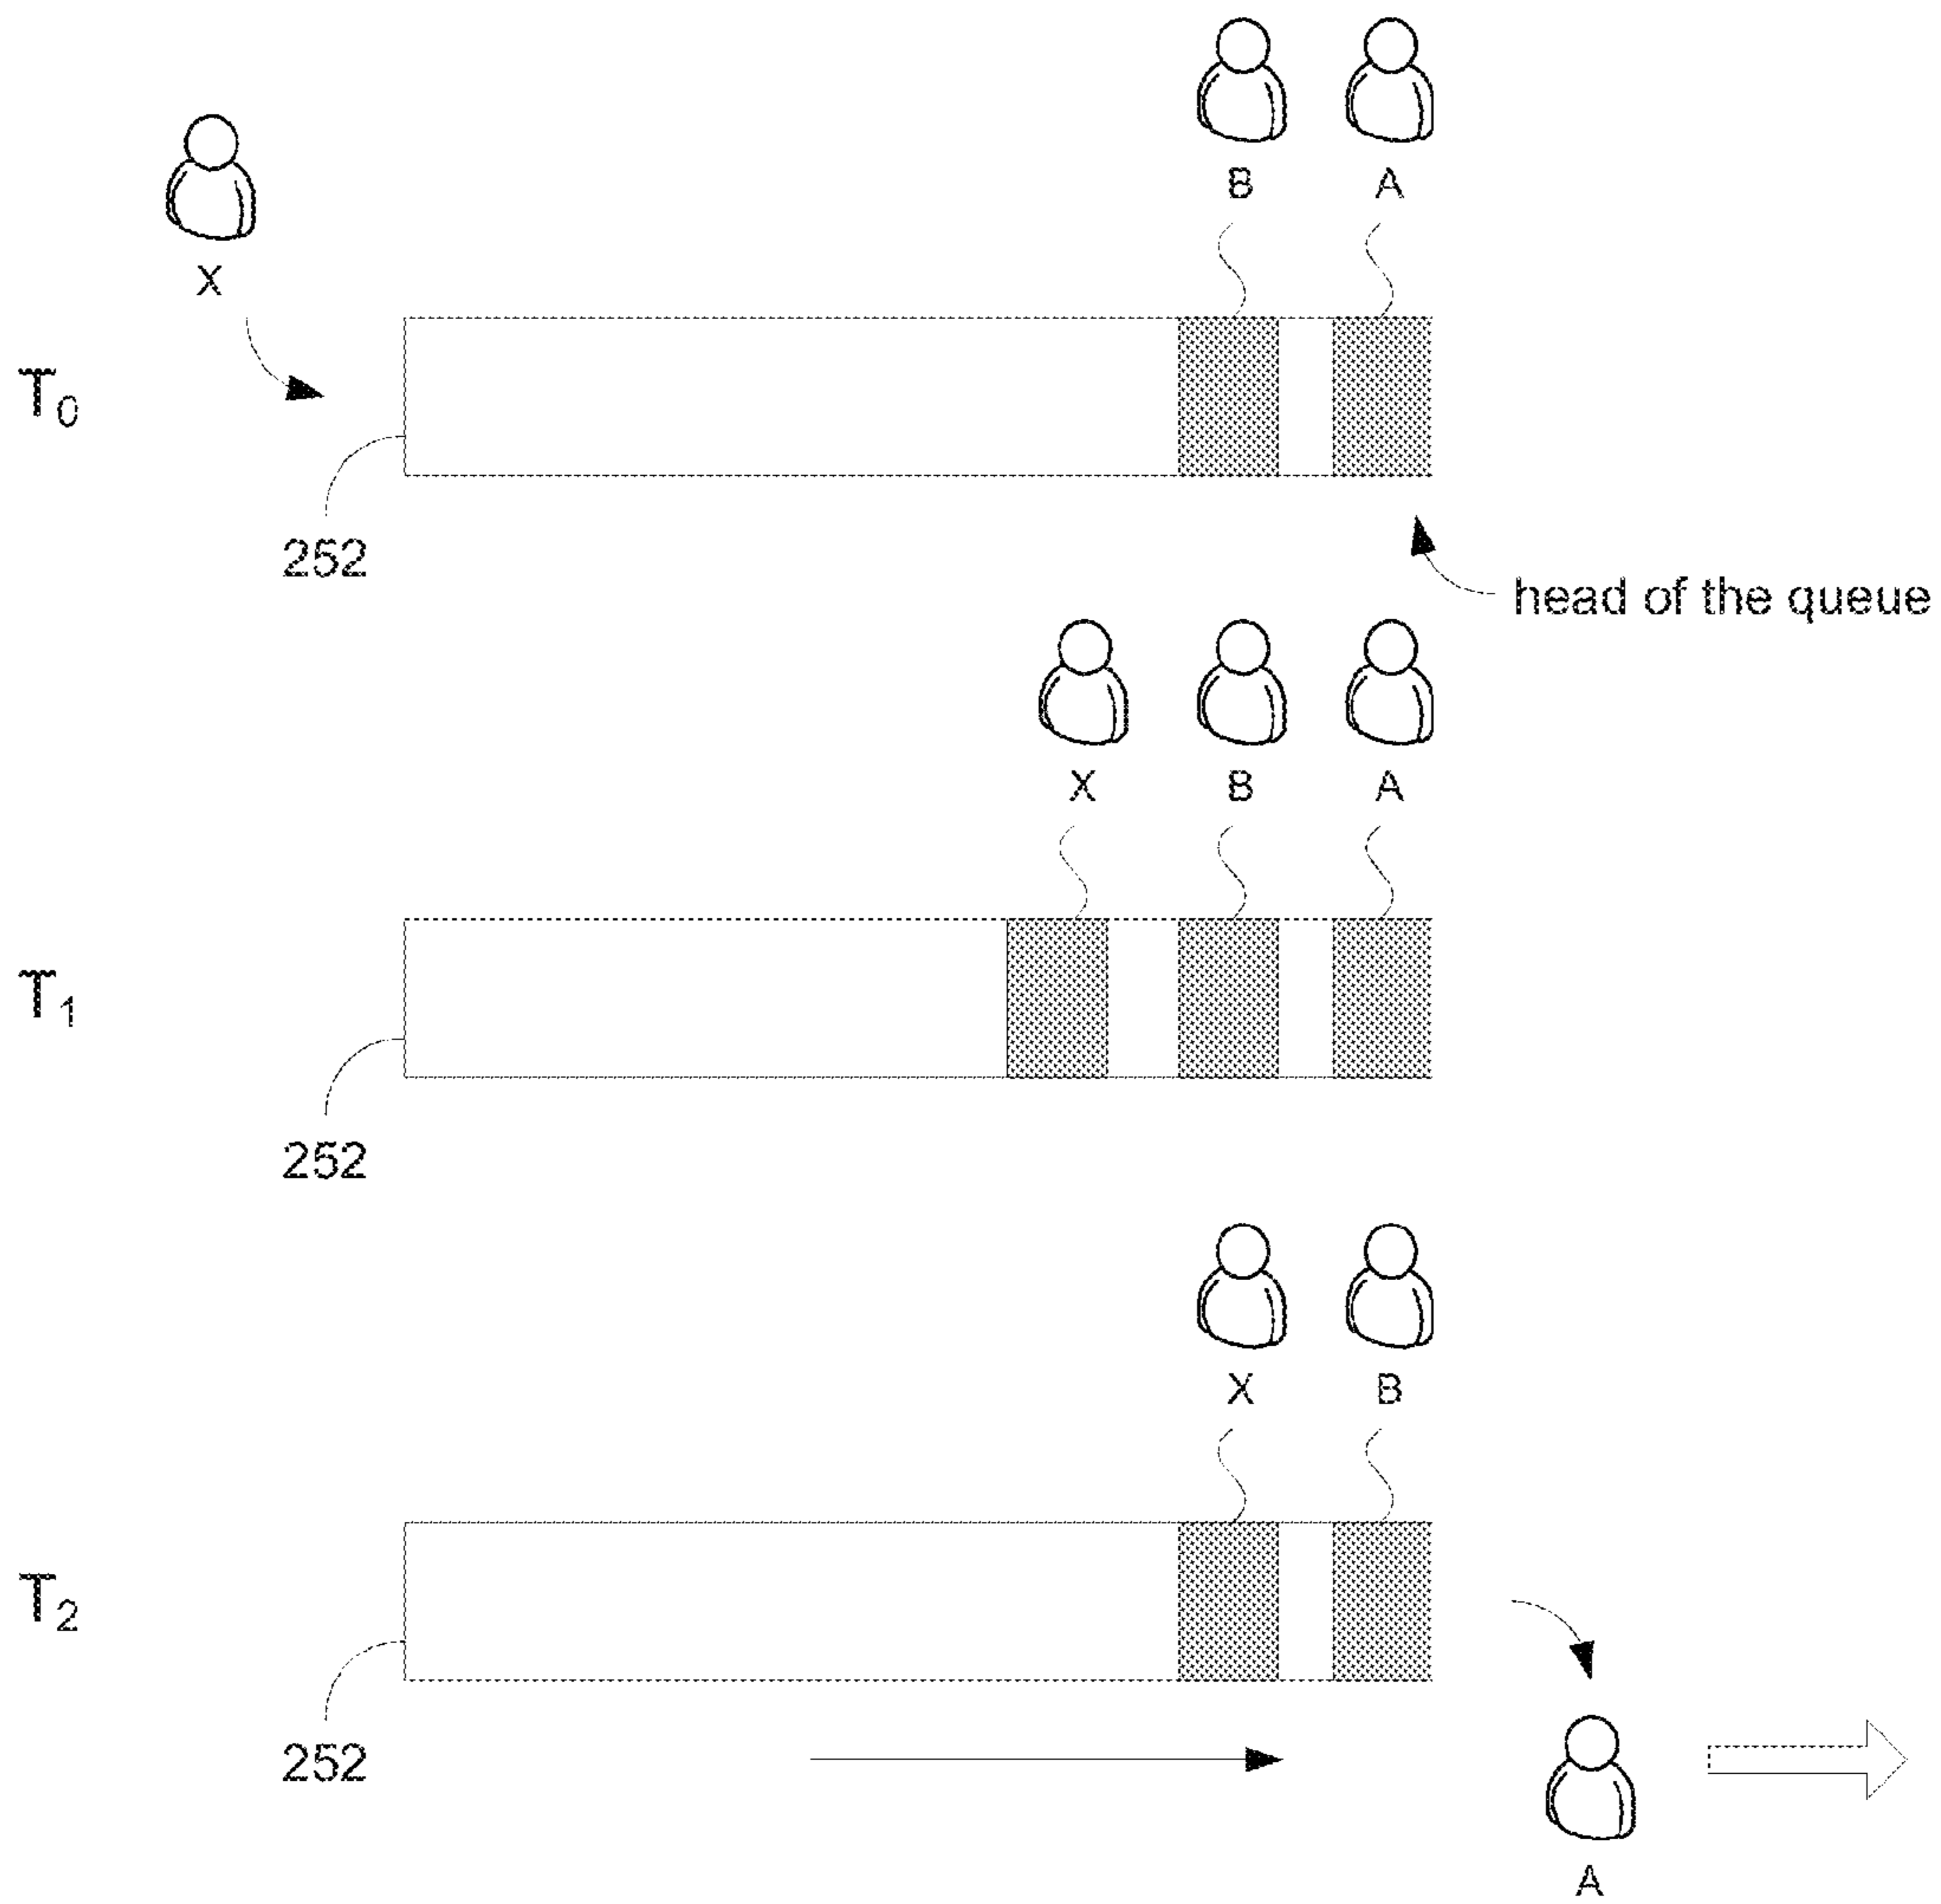 B A
X
T0
252
head of the queue
X B A
T1
252
X B
T2
252
A